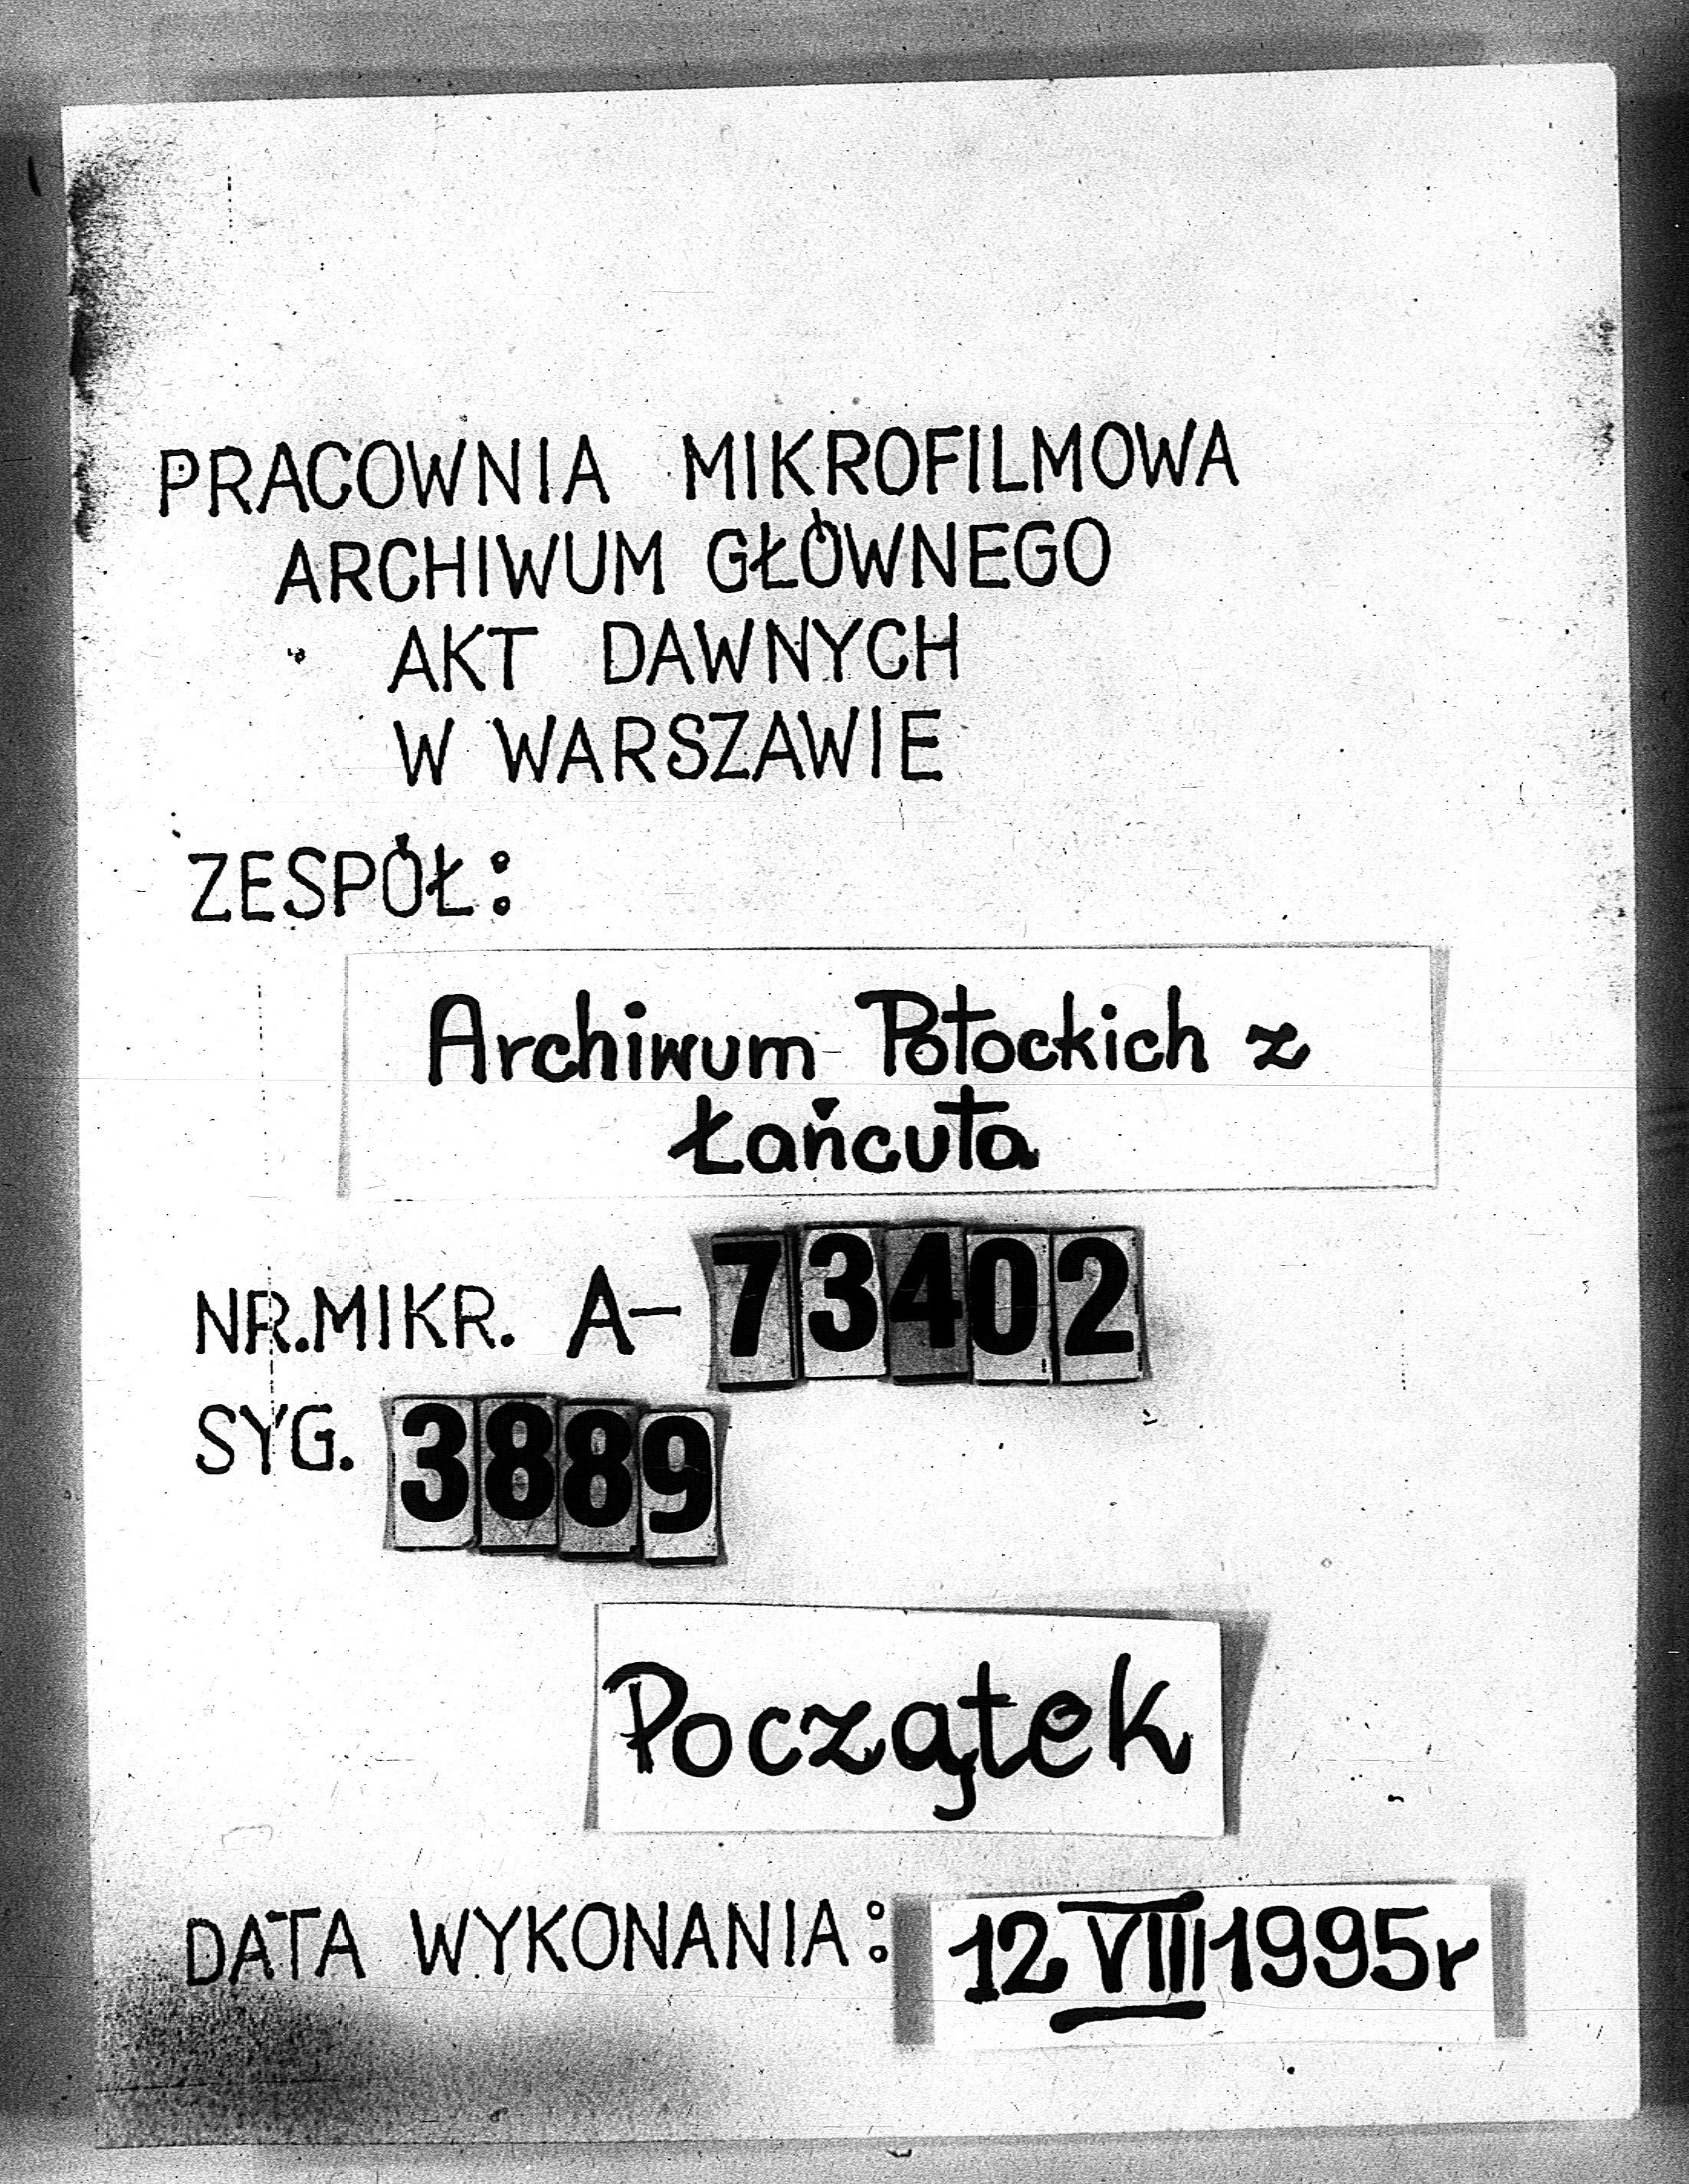 PRACOWNIA MIKROFILMOWA
ARCHIWUM GŁÓWNEGO
AKT DAWNYCH
W WARSZAWIE
ZESPÓŁ:
Archiwum Potockich z
Łańcuta
NR.MIKR. A- 73402
SYG. 3889
Początek
DATA WYKONANIA: 12 VIII 1995r